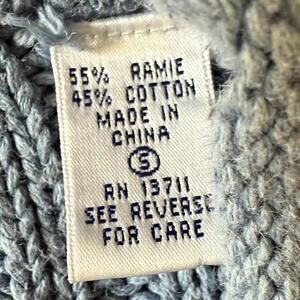 55% RAMIE
45% COTTON
MADE IN
CHINA
S
RN 13711
SEE REVERSE
FOR CARE